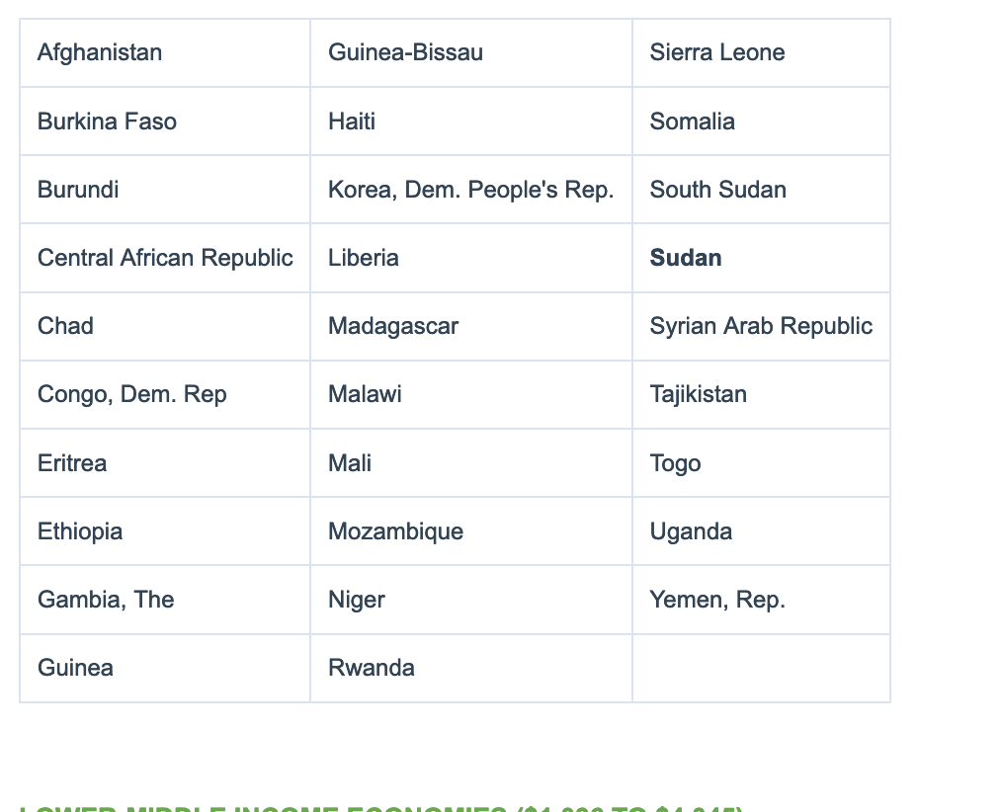 Afghanistan Guinea-Bissau Sierra Leone
Burkina Faso Haiti Somalia
Burundi Korea, Dem. People's Rep. South Sudan
Central African Republic Liberia Sudan
Chad Madagascar Syrian Arab Republic
Congo, Dem. Rep Malawi Tajikistan
Eritrea Mali Togo
Ethiopia Mozambique Uganda
Gambia, The Niger Yemen, Rep.
Guinea Rwanda
LOWER-MIDDLE INCOME ECONOMIES TO